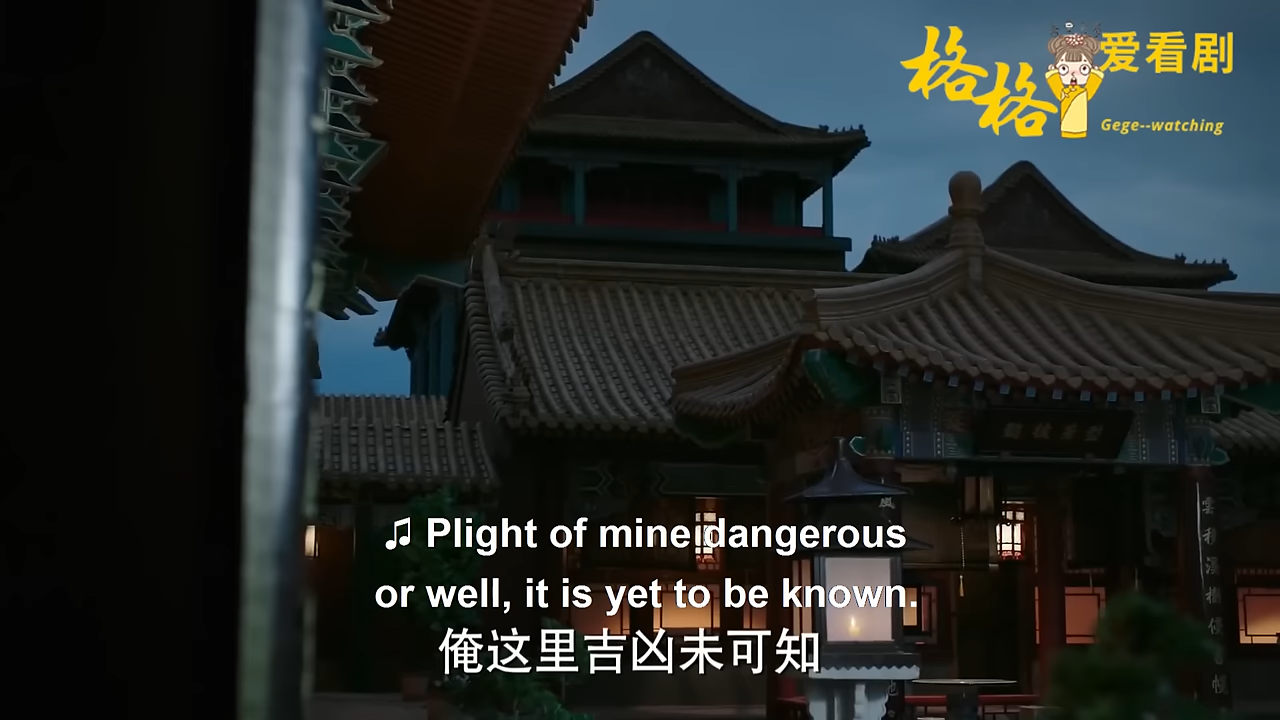 格格爱看剧
Gege--watching
♫ Plight of mine dangerous
or well, it is yet to be known.
俺这里吉凶未可知